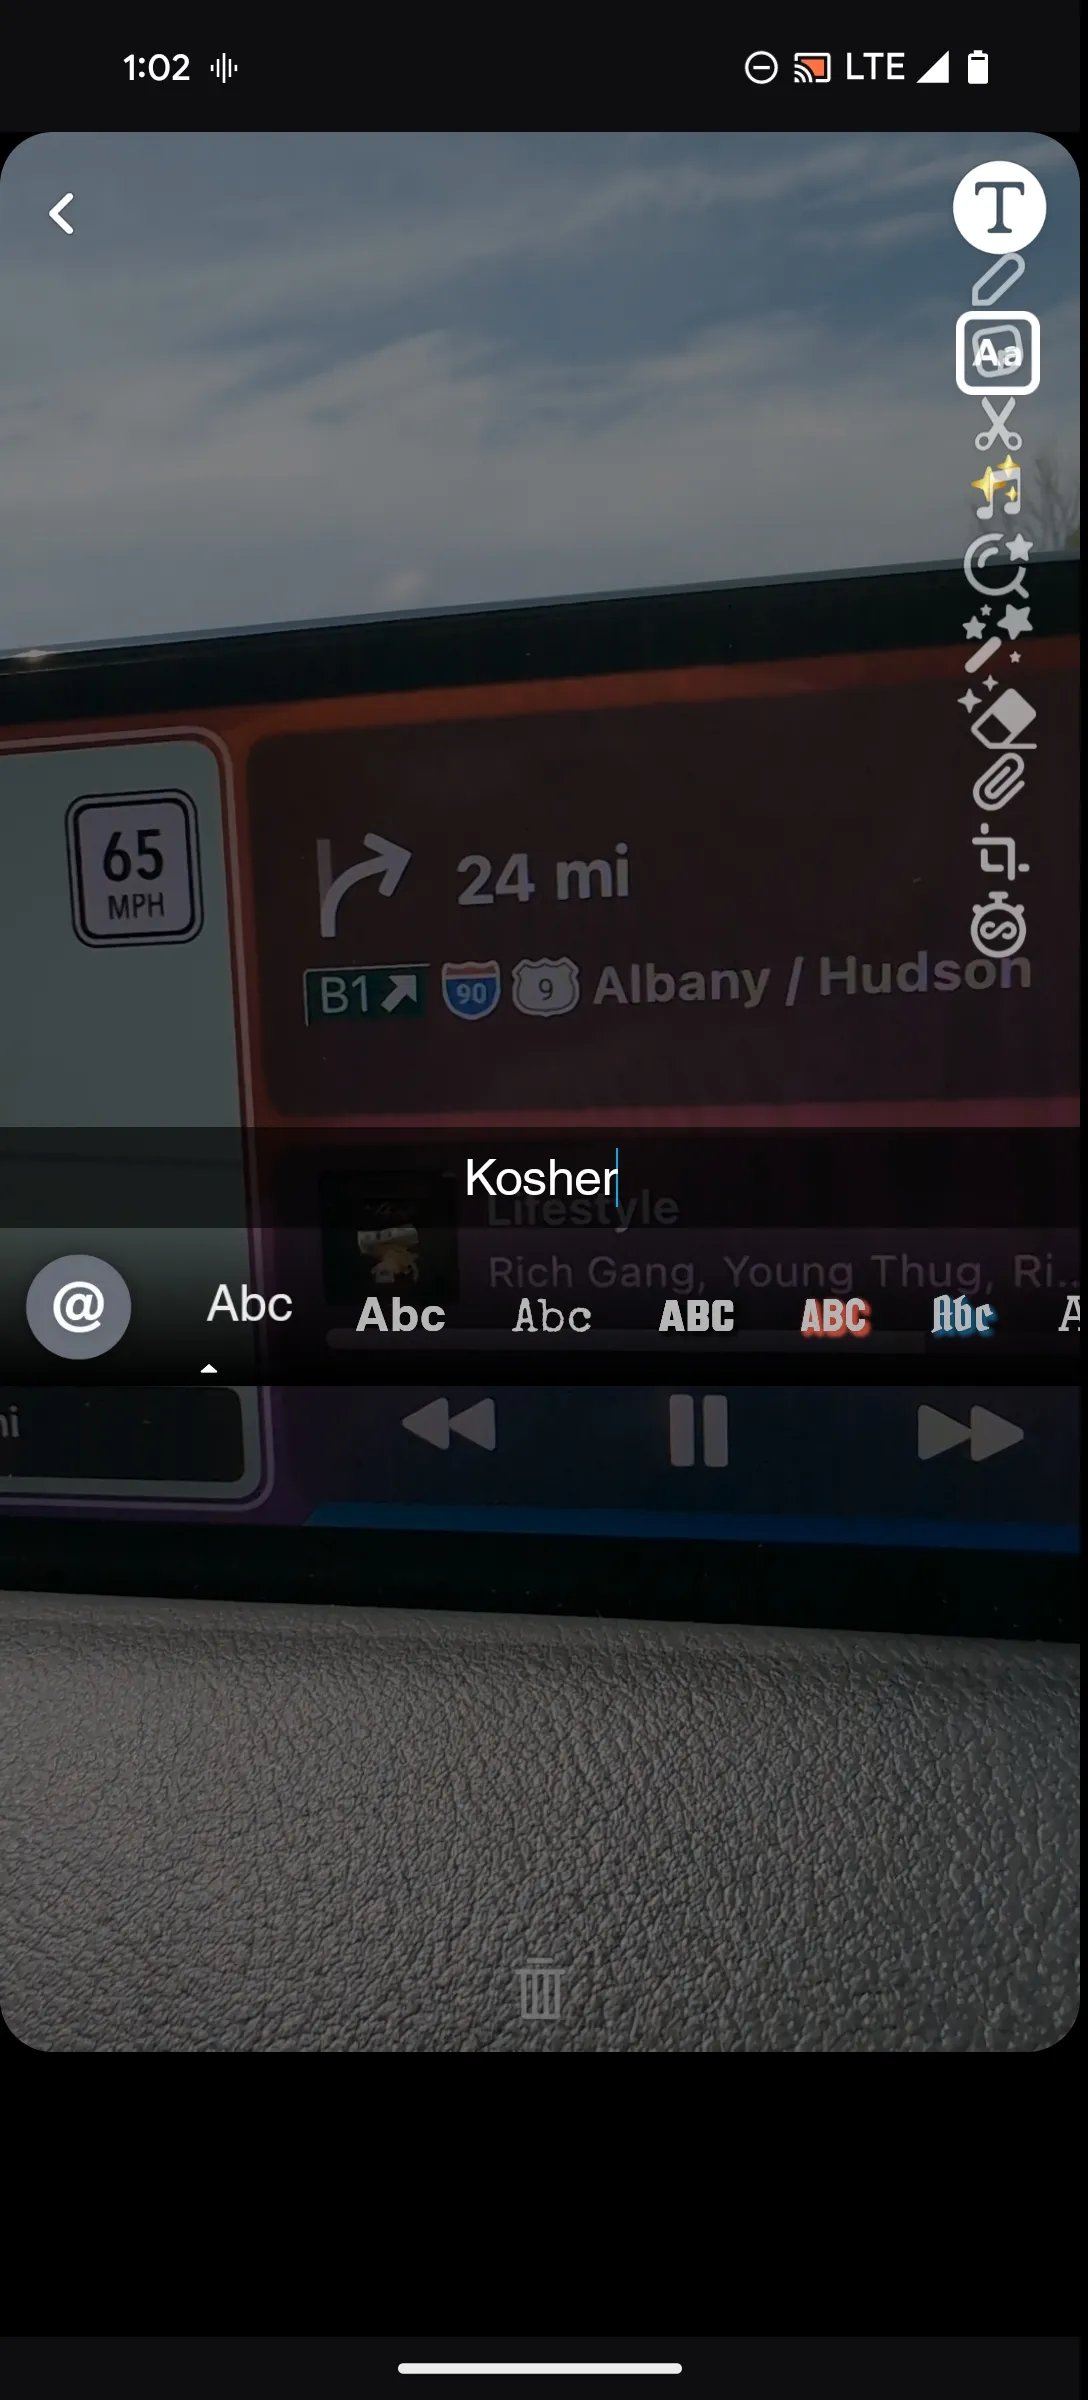 1:02 LTE
T
Aa
65
MPH
24 mi
B1 90 9 Albany / Hudson
Kosher
Lifestyle
Rich Gang, Young Thug, Ri...
@ Abc Abc Abc ABC ABC Abc A